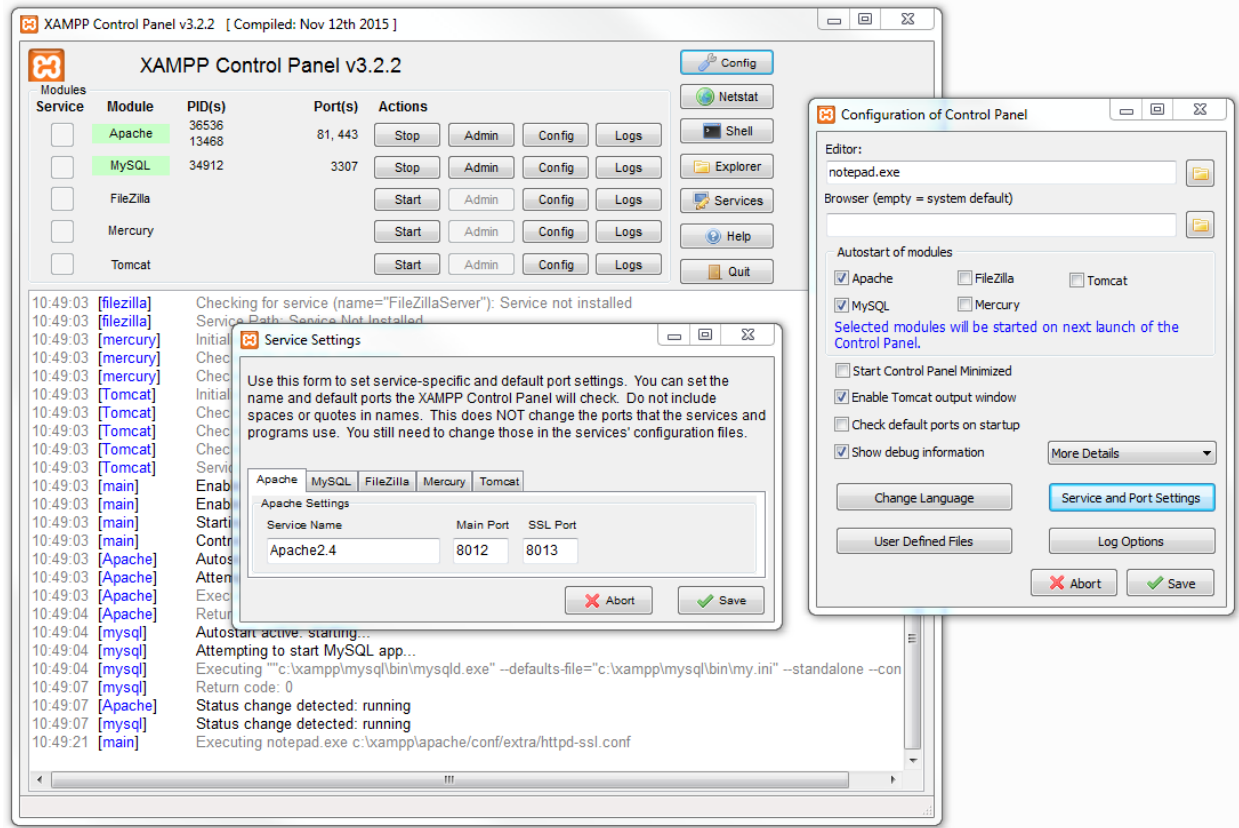 XAMPP Control Panel v3.2.2 [ Compiled: Nov 12th 2015 ]
XAMPP Control Panel v3.2.2
Config
Modules
Service Module PID(s) Port(s) Actions
Netstat
Apache 36536 13468 81, 443 Stop Admin Config Logs
Shell
MySQL 34912 3307 Stop Admin Config Logs
Explorer
FileZilla Start Admin Config Logs
Services
Mercury Start Admin Config Logs
Help
Tomcat Start Admin Config Logs
Quit
10:49:03 [filezilla] Checking for service (name="FileZillaServer"): Service not installed
10:49:03 [filezilla] Service Path: Service Not Installed
10:49:03 [mercury] Initial
10:49:03 [mercury] Chec
10:49:03 [mercury] Chec
10:49:03 [Tomcat] Initial
10:49:03 [Tomcat] Chec
10:49:03 [Tomcat] Chec
10:49:03 [Tomcat] Chec
10:49:03 [Tomcat] Servic
10:49:03 [main] Enab
10:49:03 [main] Enab
10:49:03 [main] Starti
10:49:03 [main] Contr
10:49:03 [Apache] Autos
10:49:03 [Apache] Attem
10:49:03 [Apache] Exec
10:49:04 [Apache] Retur
10:49:04 [mysql] Autostart active: starting...
10:49:04 [mysql] Attempting to start MySQL app...
10:49:04 [mysql] Executing ""c:\xampp\mysql\bin\mysqld.exe" --defaults-file="c:\xampp\mysql\bin\my.ini" --standalone --con
10:49:07 [mysql] Return code: 0
10:49:07 [Apache] Status change detected: running
10:49:07 [mysql] Status change detected: running
10:49:21 [main] Executing notepad.exe c:\xampp\apache/conf/extra/httpd-ssl.conf
Service Settings
Use this form to set service-specific and default port settings. You can set the
name and default ports the XAMPP Control Panel will check. Do not include
spaces or quotes in names. This does NOT change the ports that the services and
programs use. You still need to change those in the services' configuration files.
Apache MySQL FileZilla Mercury Tomcat
Apache Settings
Service Name Main Port SSL Port
Apache2.4 8012 8013
Abort Save
Configuration of Control Panel
Editor:
notepad.exe
Browser (empty = system default)
Autostart of modules
Apache FileZilla Tomcat
MySQL Mercury
Selected modules will be started on next launch of the
Control Panel.
Start Control Panel Minimized
Enable Tomcat output window
Check default ports on startup
Show debug information More Details
Change Language Service and Port Settings
User Defined Files Log Options
Abort Save